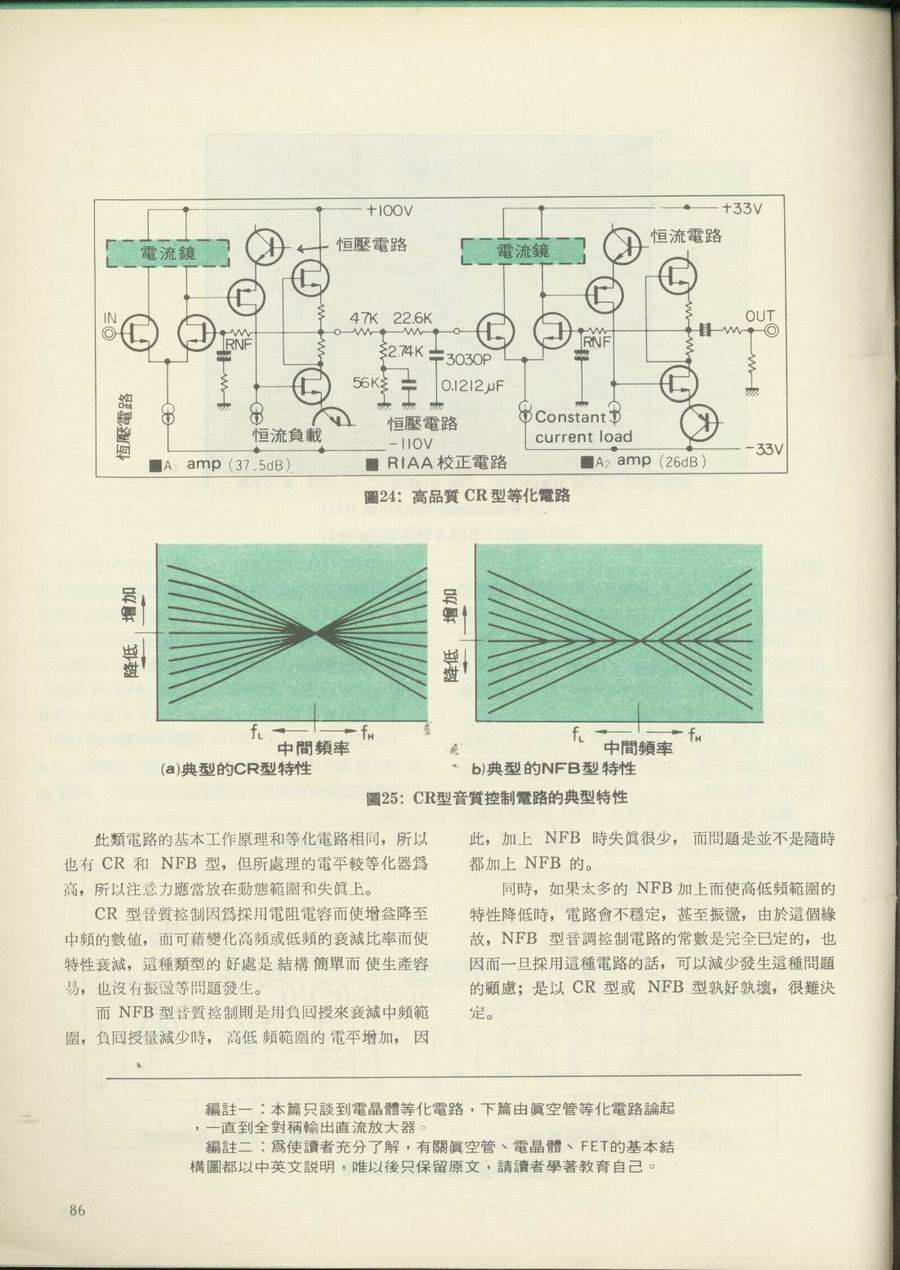 +100V
+33V
電流鏡
恒壓電路
電流鏡
恒流電路
IN
47K 22.6K
OUT
RNF
2.74K
3030P
RNF
56K
0.1212μF
恆壓電路
恒流負載
恒壓電路
-110V
Constant
current load
-33V
■A₁ amp (37.5dB)
■ RIAA校正電路
■A₂ amp (26dB)
圖24：高品質 CR 型等化電路
增加
降低
fL
fH
中間頻率
(a)典型的CR型特性
增加
降低
fL
fH
中間頻率
b)典型的NFB型特性
圖25：CR型音質控制電路的典型特性
此類電路的基本工作原理和等化電路相同，所以
也有 CR 和 NFB 型，但所處理的電平較等化器爲
高，所以注意力應當放在動態範圍和失眞上。
CR 型音質控制因爲採用電阻電容而使增益降至
中頻的數値，而可藉變化高頻或低頻的衰減比率而使
特性衰減，這種類型的好處是結構簡單而使生產容
易，也沒有振盪等問題發生。
而 NFB 型音質控制則是用負囘授來衰減中頻範
圍，負囘授量減少時，高低頻範圍的電平增加，因
此，加上 NFB 時失眞很少，而問題是並不是隨時
都加上 NFB 的。
同時，如果太多的 NFB 加上而使高低頻範圍的
特性降低時，電路會不穩定，甚至振盪，由於這個緣
故，NFB 型音調控制電路的常數是完全已定的，也
因而一旦採用這種電路的話，可以減少發生這種問題
的顧慮；是以 CR 型或 NFB 型孰好孰壞，很難決
定。
編註一：本篇只談到電晶體等化電路，下篇由眞空管等化電路論起
，一直到全對稱輸出直流放大器。
編註二：爲使讀者充分了解，有關眞空管、電晶體、FET的基本結
構圖都以中英文説明，唯以後只保留原文，請讀者學著教育自己。
86